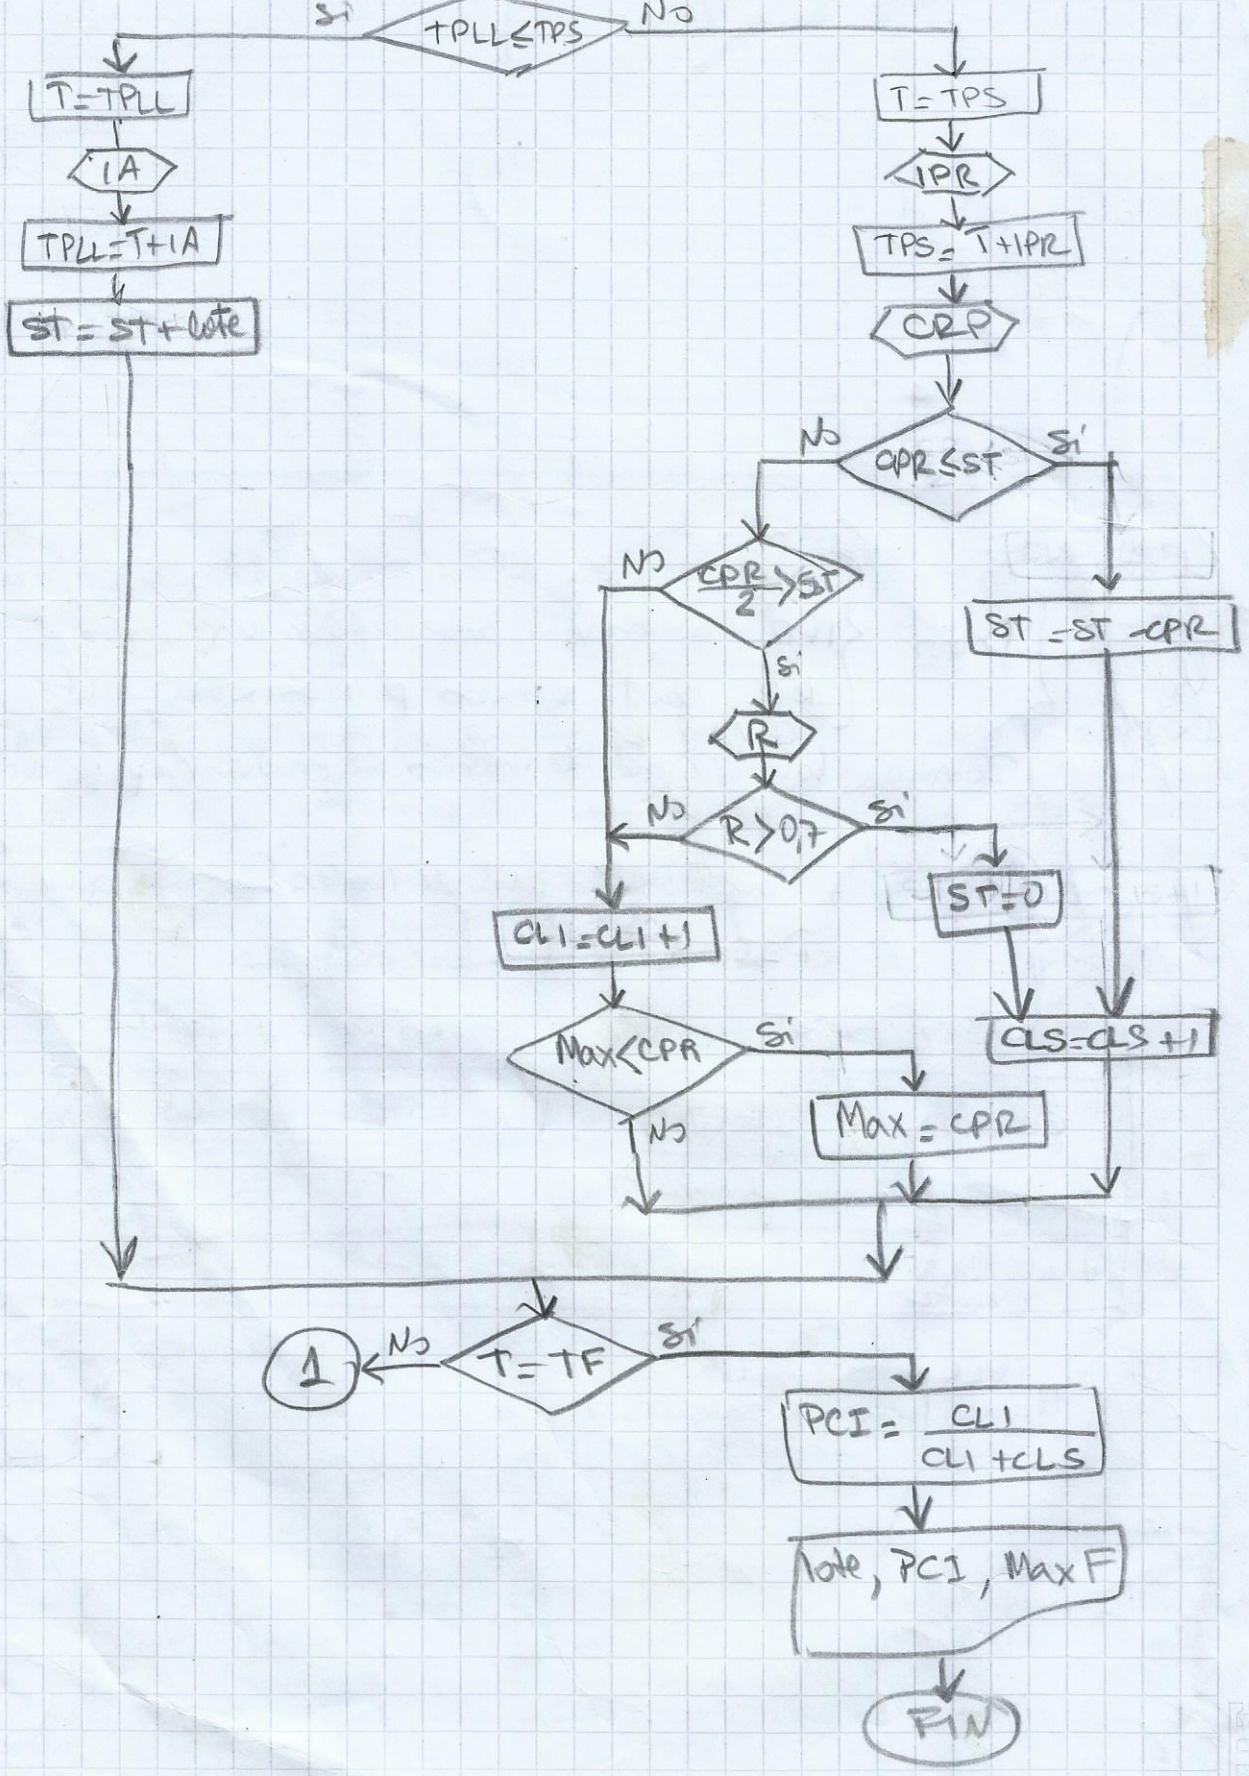 Si
TPLL≤TPS
No
T=TPLL
IA
TPLL=T+IA
ST=ST+lote
T=TPS
IPR
TPS=T+IPR
CRP
CPR≤ST
No
Si
CPR
2
>ST
No
Si
ST=ST-CPR
R
R>0,7
No
Si
ST=0
CLI=CLI+1
CLS=CLS+1
Max<CPR
Si
No
Max=CPR
T=TF
No
Si
1
PCI= CLI
CLI+CLS
lote, PCI, Max F
FIN